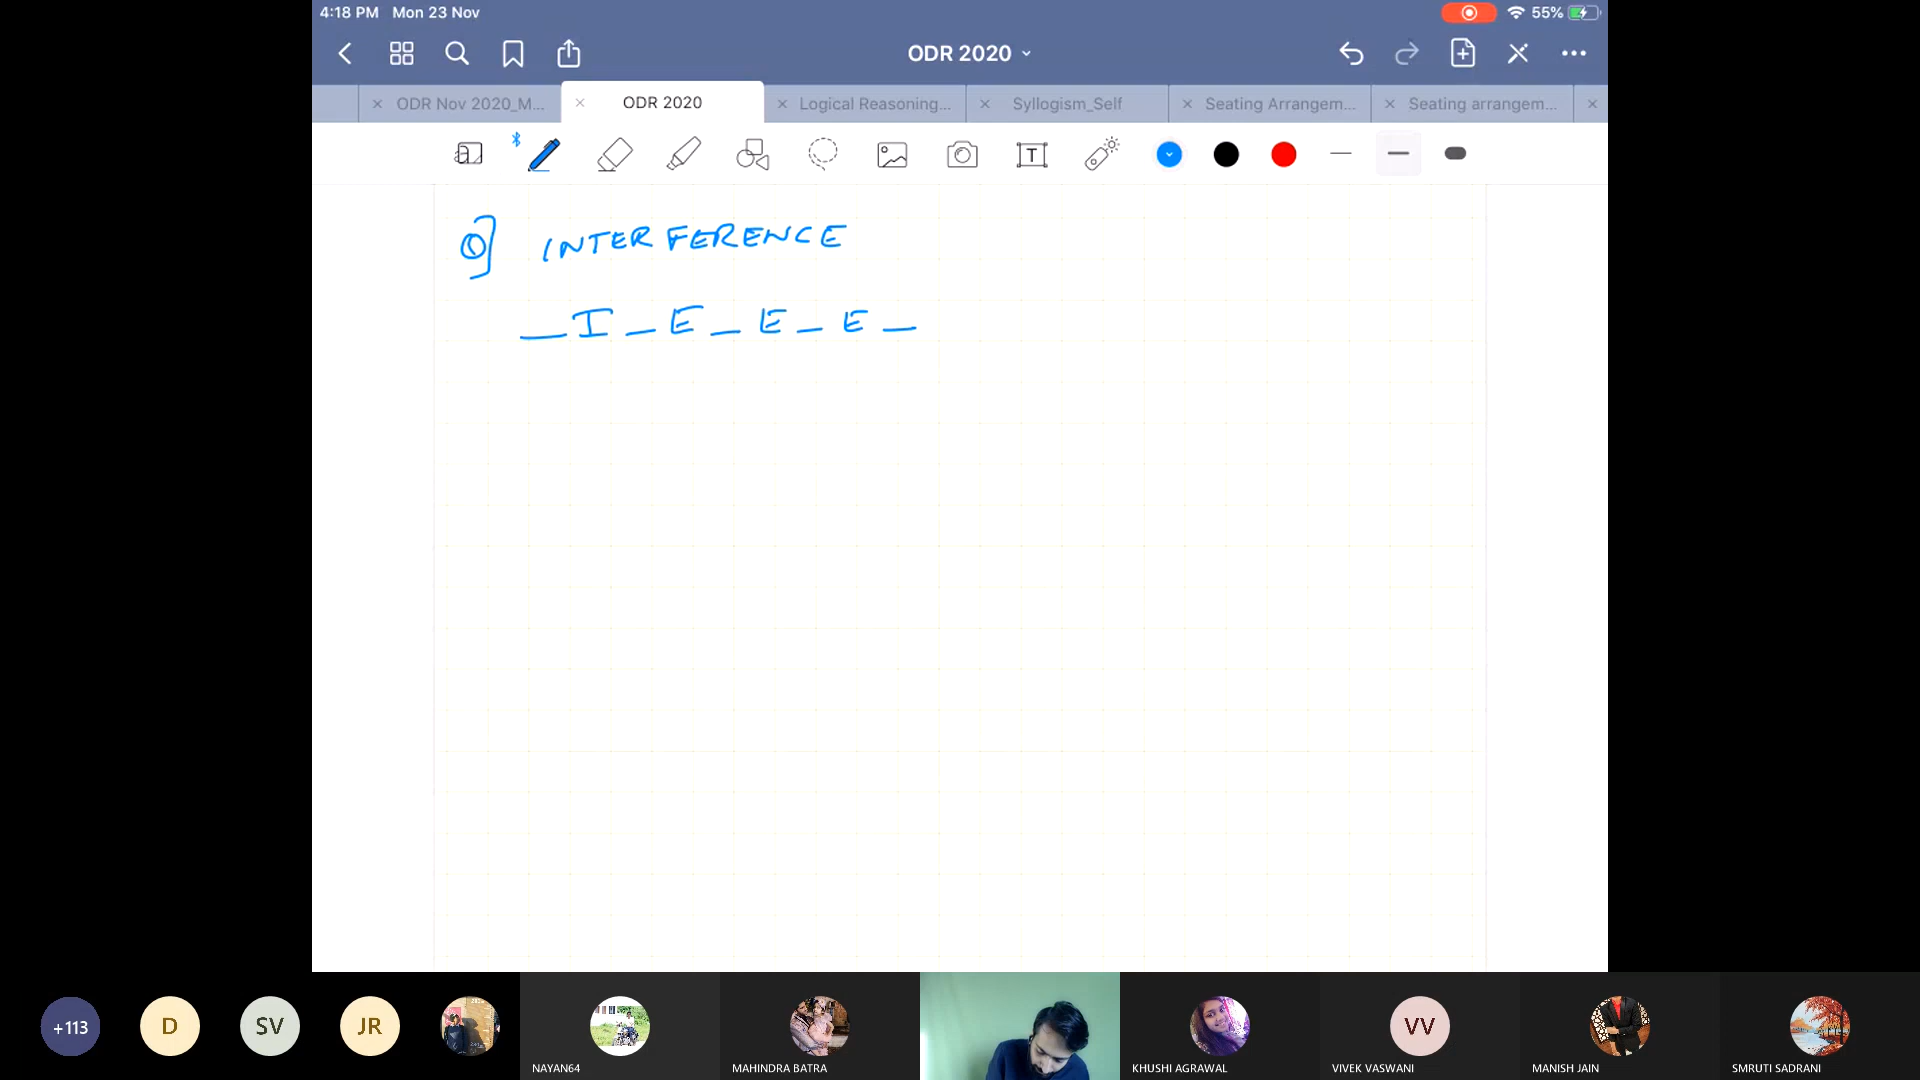 4:18 PM Mon 23 Nov 55%
ODR 2020
ODR Nov 2020_M... ODR 2020 Logical Reasoning... Syllogism_Self Seating Arrangem... Seating arrangem...
T
Q] INTERFERENCE
_ I _ E _ E _ E _
+113 D SV JR VV
NAYAN64 MAHINDRA BATRA KHUSHI AGRAWAL VIVEK VASWANI MANISH JAIN SMRUTI SADRANI